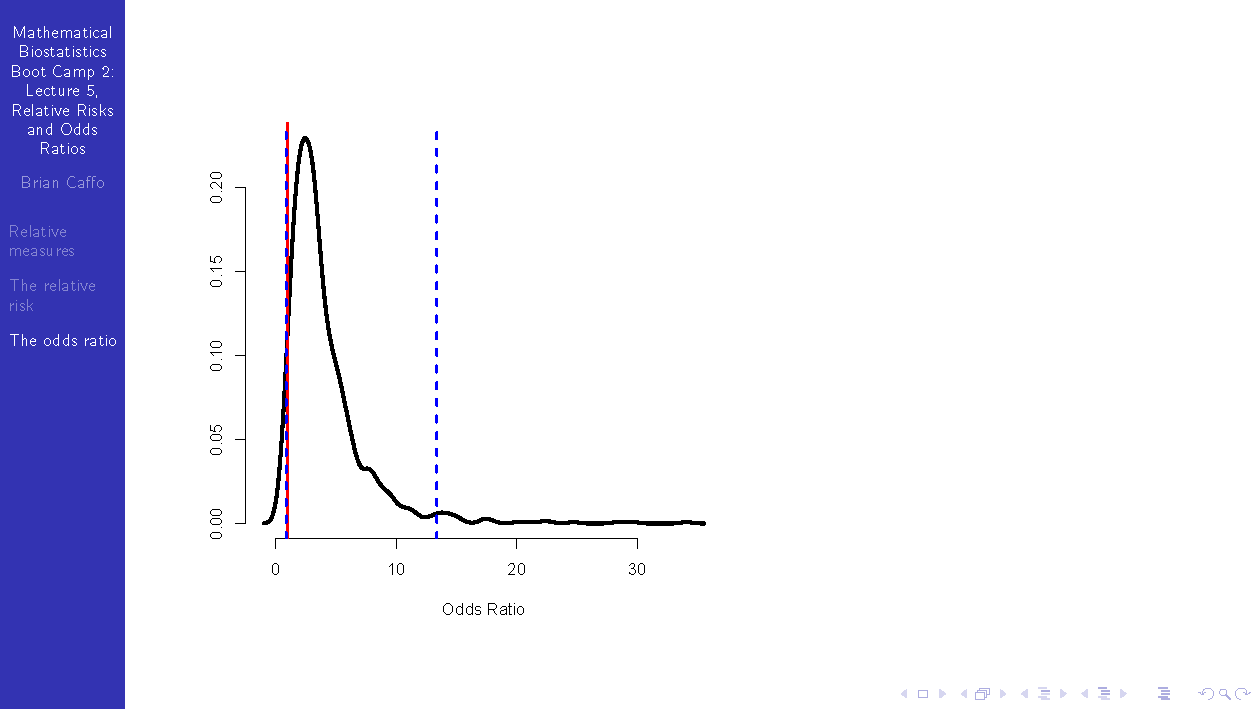 Mathematical
Biostatistics
Boot Camp 2:
Lecture 5,
Relative Risks
and Odds
Ratios
Brian Caffo
Relative
measures
The relative
risk
The odds ratio
0.20
0.15
0.10
0.05
0.00
0 10 20 30
Odds Ratio